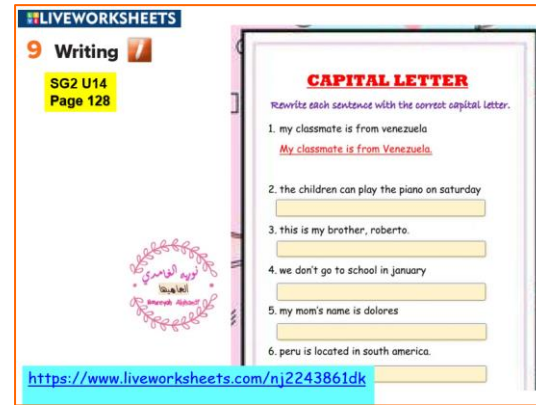 LIVEWORKSHEETS
9 Writing
SG2 U14
Page 128
CAPITAL LETTER
Rewrite each sentence with the correct capital letter.
1. my classmate is from venezuela
My classmate is from Venezuela.
2. the children can play the piano on saturday
3. this is my brother, roberto.
4. we don't go to school in january
5. my mom's name is dolores
6. peru is located in south america.
نويه الغامدي
https://www.liveworksheets.com/nj2243861dk